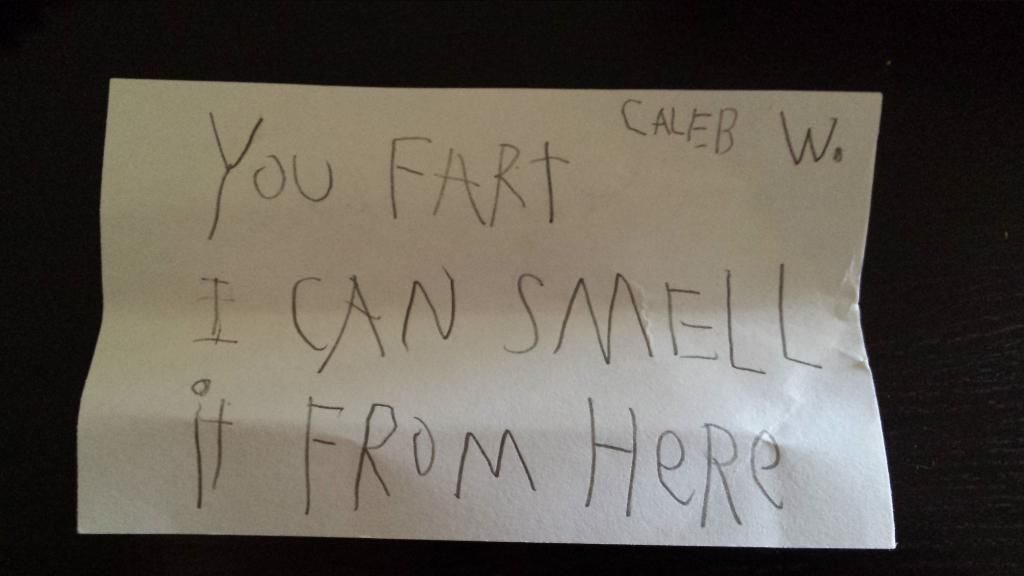 CALEB W.
YOU FARt
I CAN SMELL
it FROM HeRe